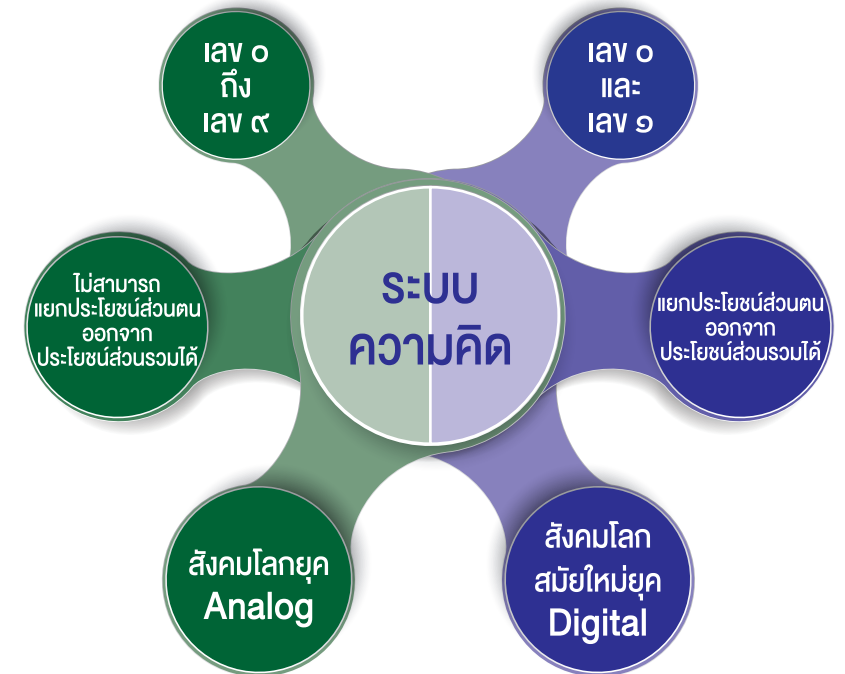 เลข ๐
ถึง
เลข ๙
เลข ๐
และ
เลข ๑
ไม่สามารถ
แยกประโยชน์ส่วนตน
ออกจาก
ประโยชน์ส่วนรวมได้
ระบบ
ความคิด
แยกประโยชน์ส่วนตน
ออกจาก
ประโยชน์ส่วนรวมได้
สังคมโลกยุค
Analog
สังคมโลก
สมัยใหม่ยุค
Digital